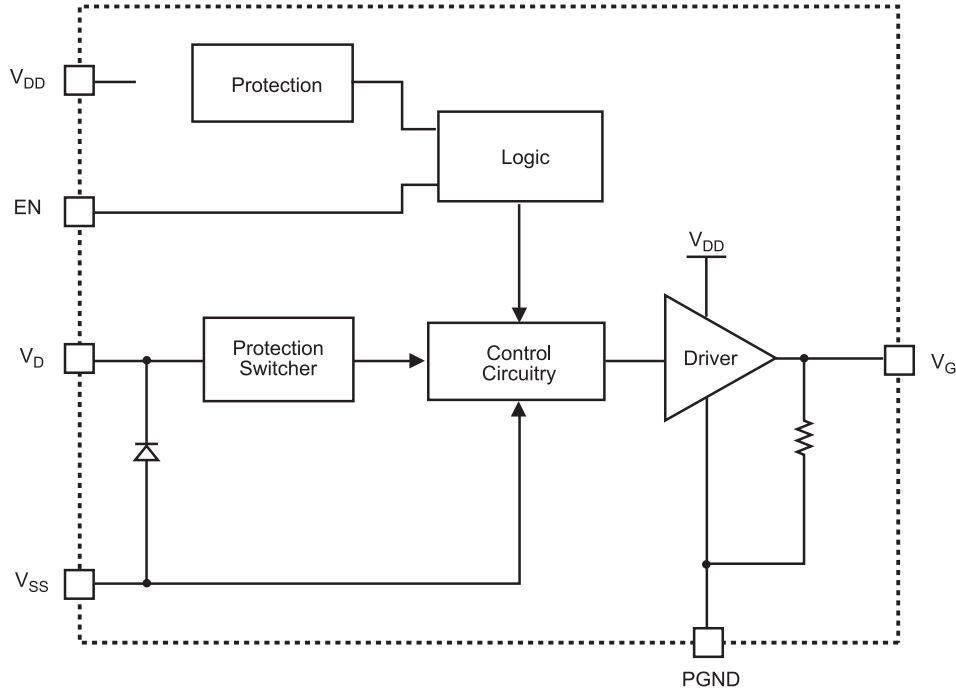 V_DD
Protection
Logic
EN
V_DD
V_D
Protection
Switcher
Control
Circuitry
Driver
V_G
V_SS
PGND